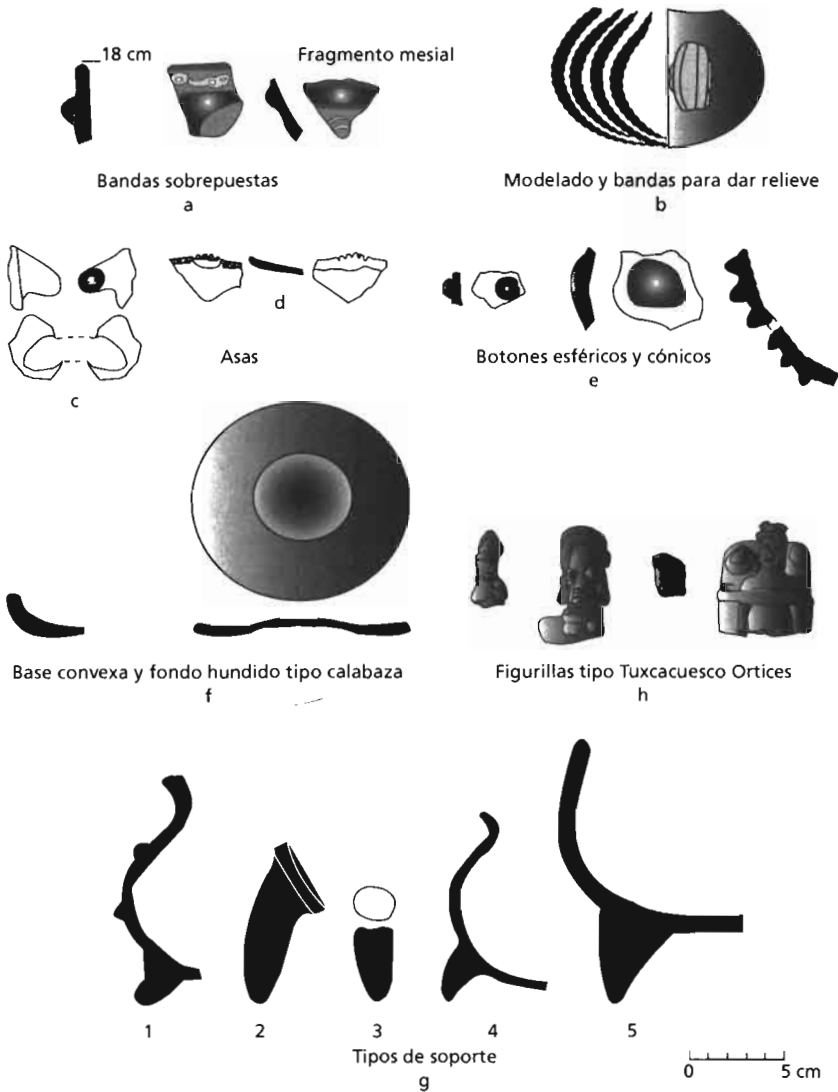 18 cm
Fragmento mesial
Bandas sobrepuestas
a
Modelado y bandas para dar relieve
b
c
d
Asas
Botones esféricos y cónicos
e
Base convexa y fondo hundido tipo calabaza
f
Figurillas tipo Tuxcacuesco Ortices
h
1 2 3 4 5
Tipos de soporte
g
0 5 cm